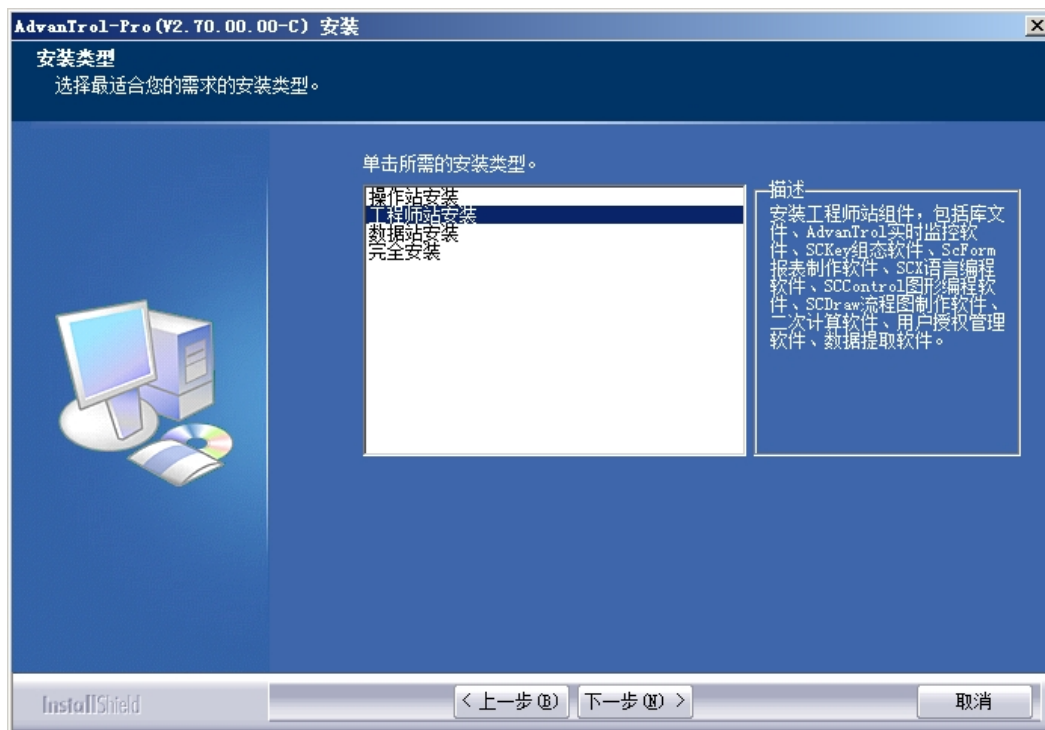 AdvanTrol-Pro(V2.70.00.00-C) 安装
安装类型
选择最适合您的需求的安装类型。
单击所需的安装类型。
操作站安装
工程师站安装
数据站安装
完全安装
描述
安装工程师站组件，包括库文
件、AdvanTrol实时监控软
件、SCKey组态软件、ScForm
报表制作软件、SCX语言编程
软件、SCControl图形编程软
件、SCDraw流程图制作软件、
二次计算软件、用户授权管理
软件、数据提取软件。
InstallShield
< 上一步(B)
下一步(N) >
取消